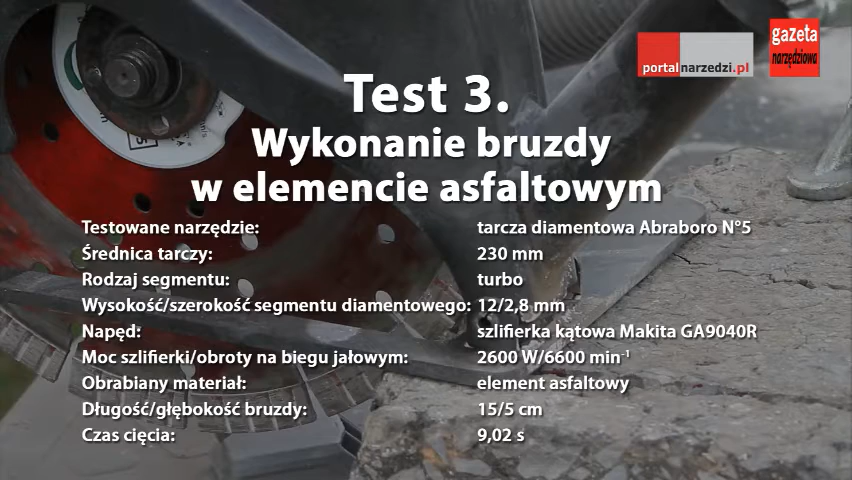 portalnarzedzi.pl
gazeta
narzędziowa
Test 3.
Wykonanie bruzdy
w elemencie asfaltowym
Testowane narzędzie: tarcza diamentowa Abraboro N°5
Średnica tarczy: 230 mm
Rodzaj segmentu: turbo
Wysokość/szerokość segmentu diamentowego: 12/2,8 mm
Napęd: szlifierka kątowa Makita GA9040R
Moc szlifierki/obroty na biegu jałowym: 2600 W/6600 min⁻¹
Obrabiany materiał: element asfaltowy
Długość/głębokość bruzdy: 15/5 cm
Czas cięcia: 9,02 s